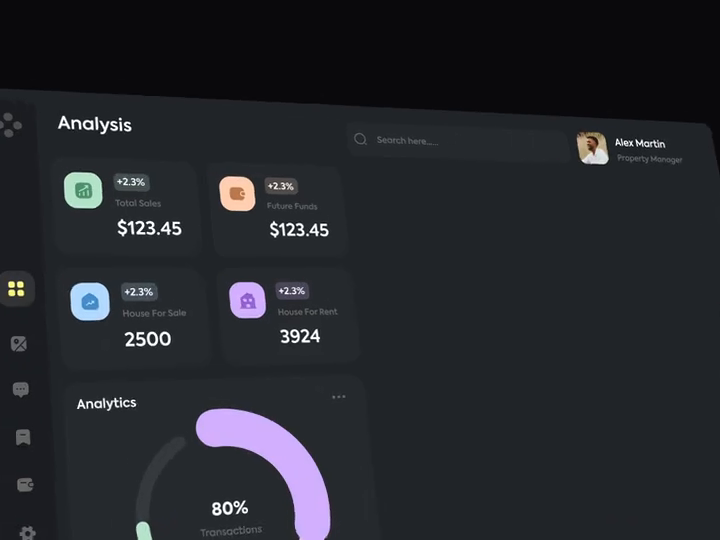 Analysis
Search here......
Alex Martin
Property Manager
+2.3%
Total Sales
$123.45
+2.3%
Future Funds
$123.45
+2.3%
House For Sale
2500
+2.3%
House For Rent
3924
Analytics
80%
Transactions